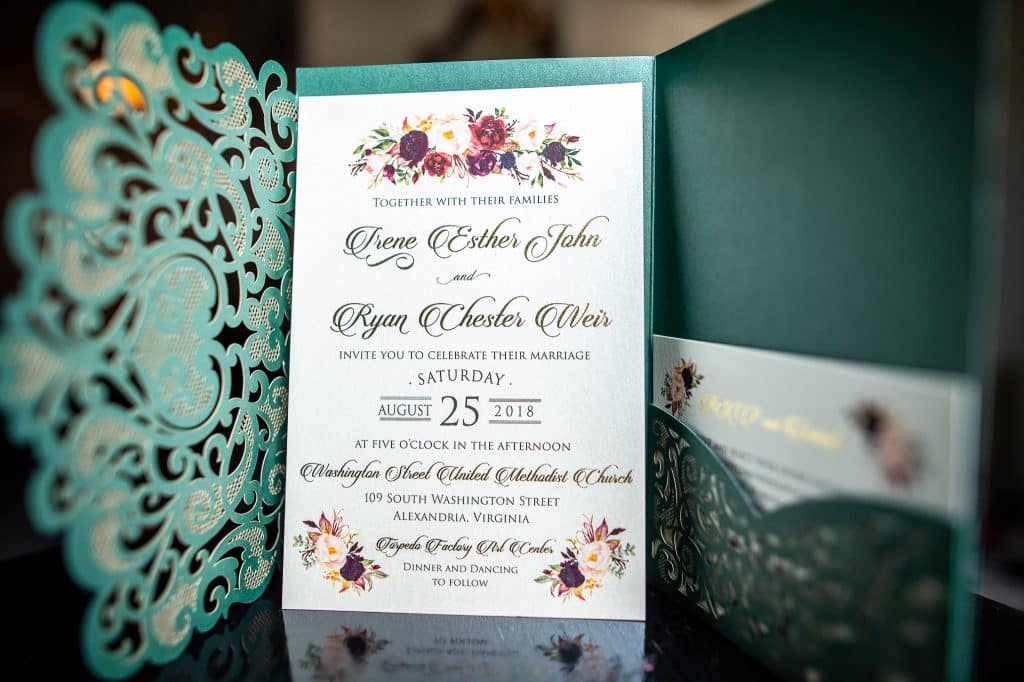 Together with their families
Irene Esther John
and
Ryan Chester Weir
invite you to celebrate their marriage
. Saturday .
August 25 2018
at five o'clock in the afternoon
Washington Street United Methodist Church
109 South Washington Street
Alexandria, Virginia
Torpedo Factory Art Center
Dinner and Dancing
to follow